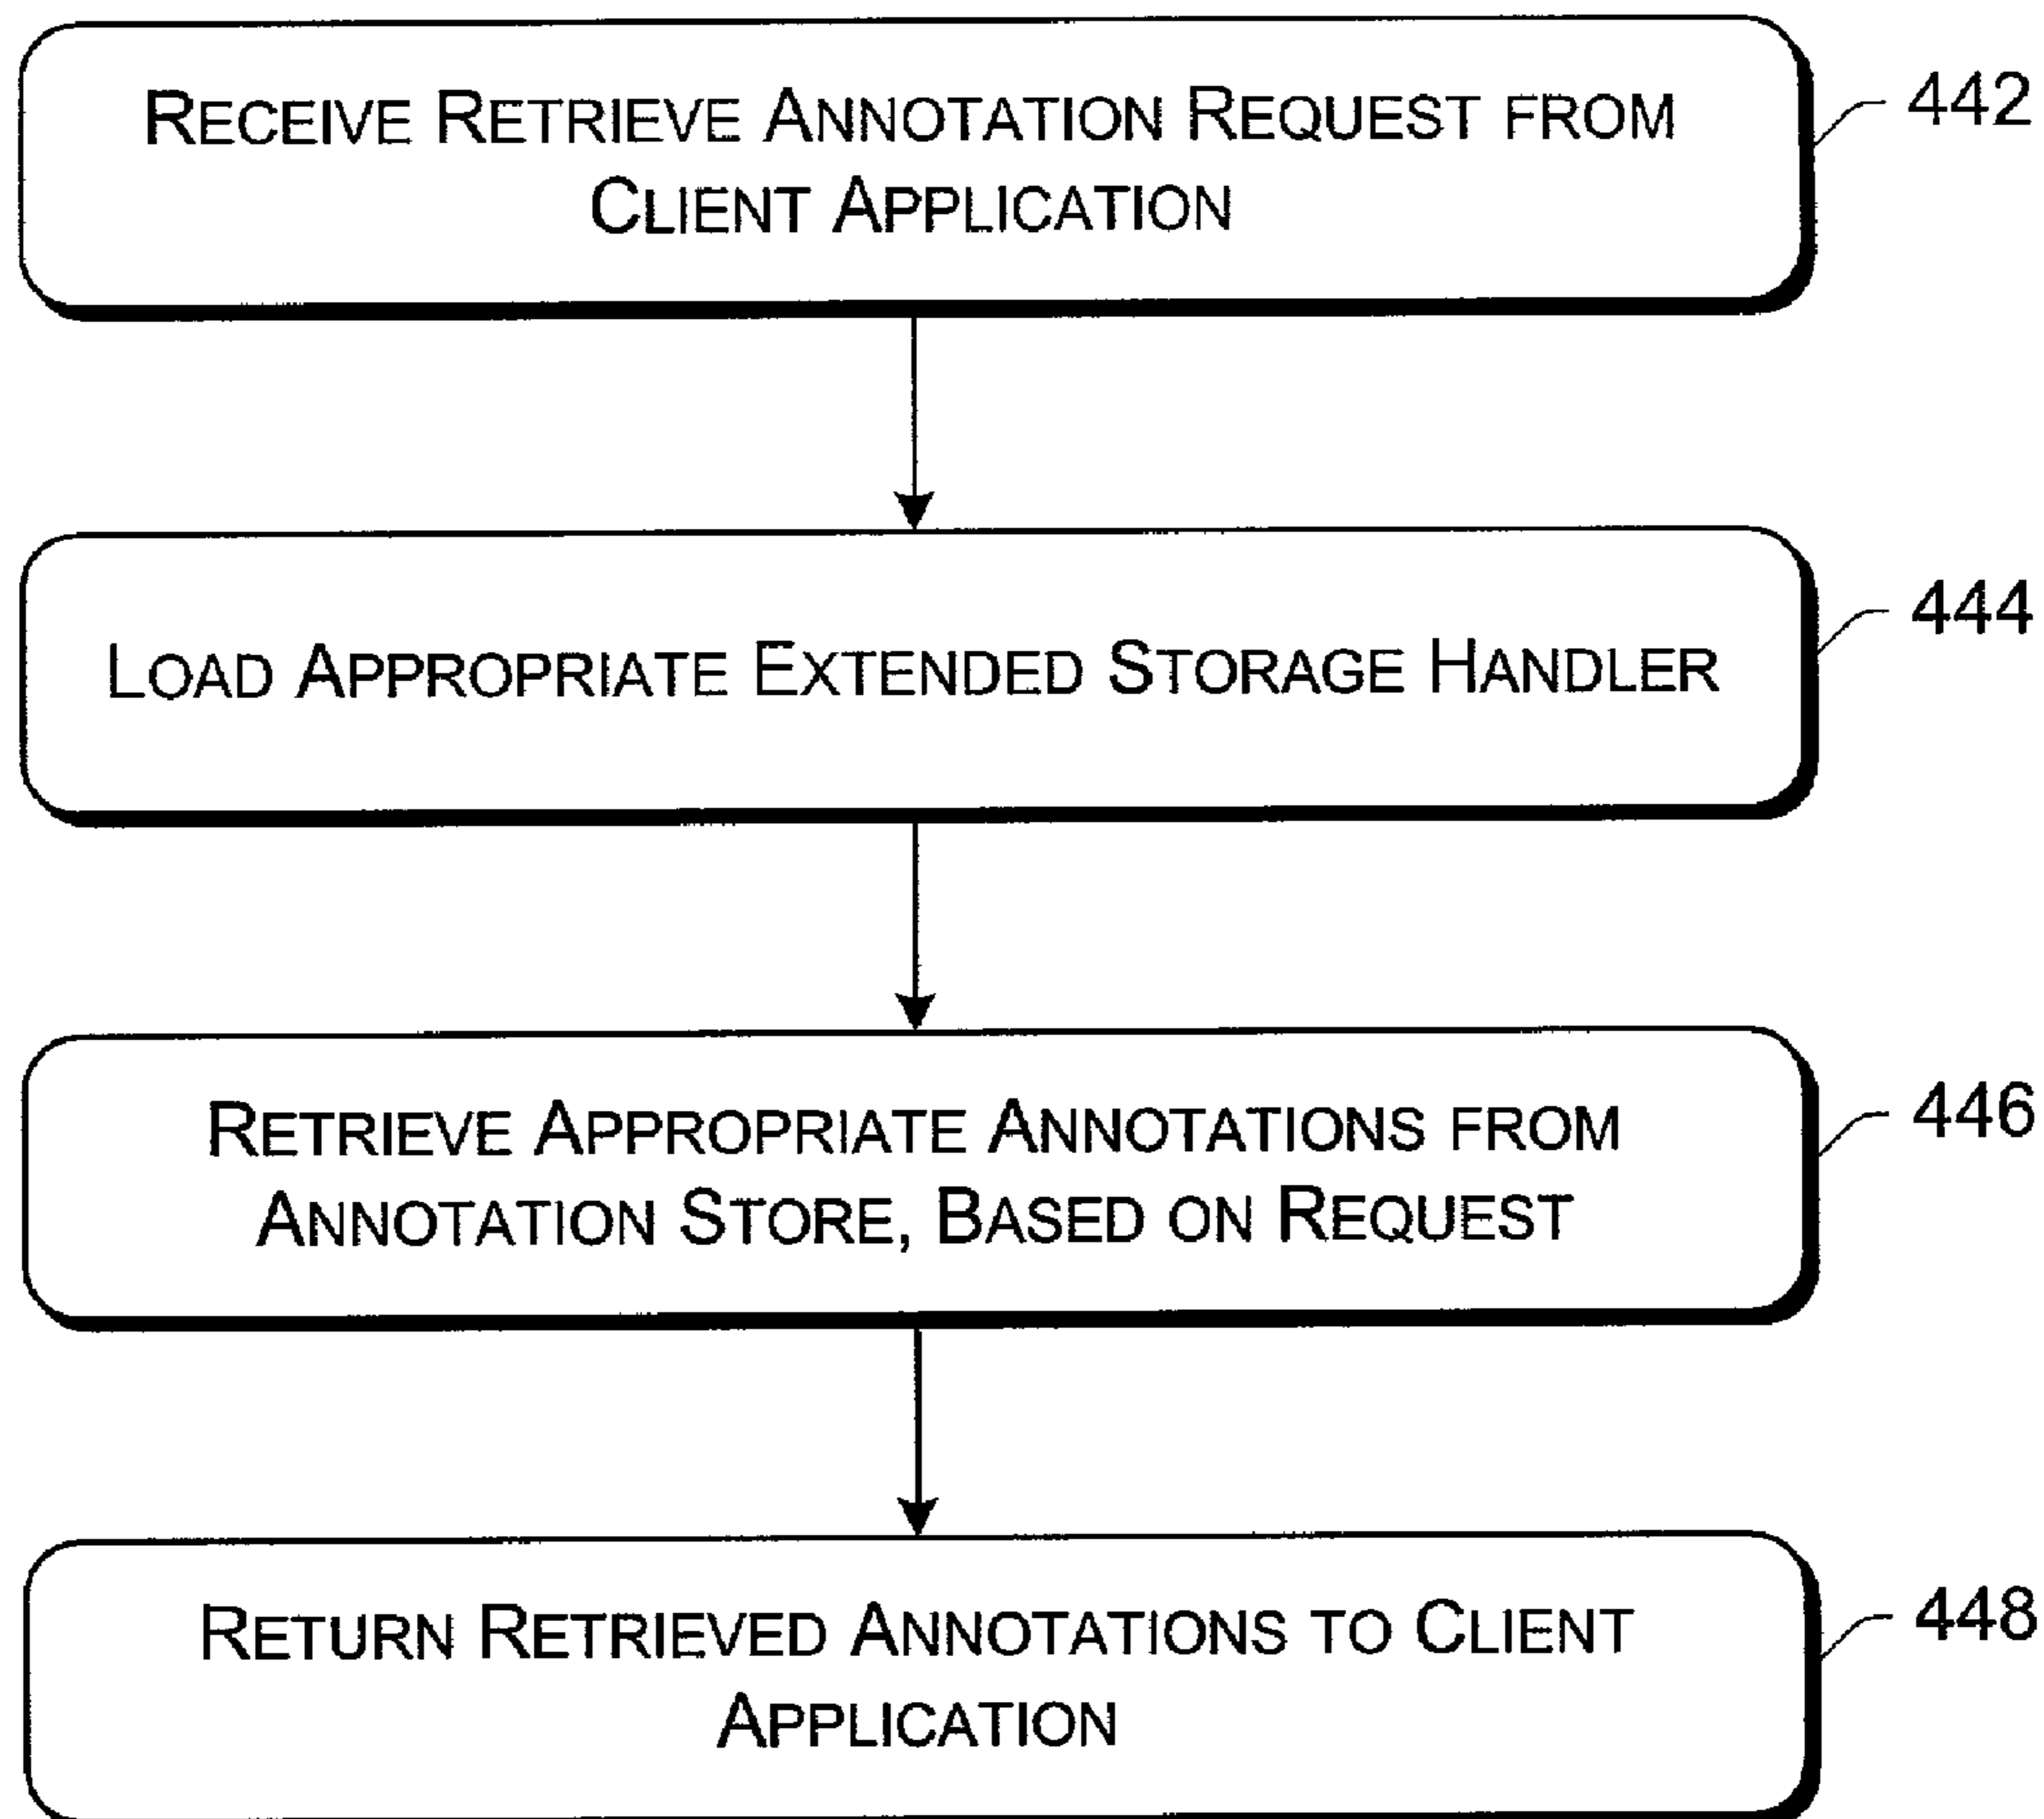 RECEIVE RETRIEVE ANNOTATION REQUEST FROM
CLIENT APPLICATION
442
LOAD APPROPRIATE EXTENDED STORAGE HANDLER
444
RETRIEVE APPROPRIATE ANNOTATIONS FROM
ANNOTATION STORE, BASED ON REQUEST
446
RETURN RETRIEVED ANNOTATIONS TO CLIENT
APPLICATION
448